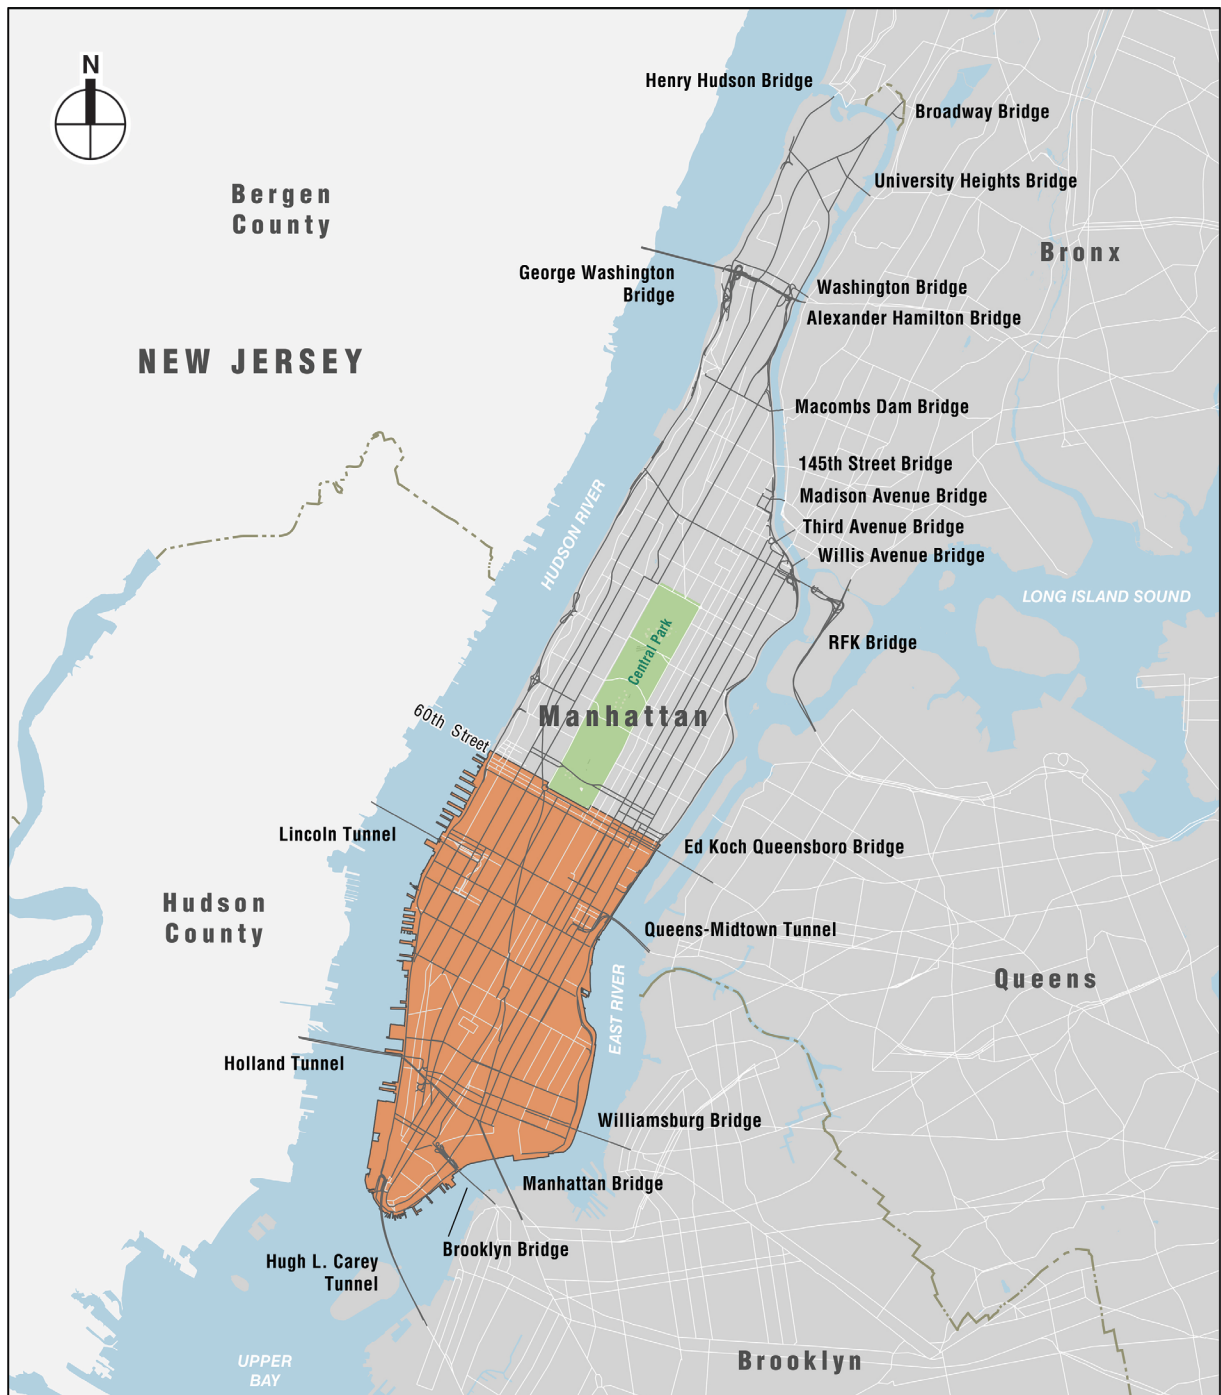 N
Henry Hudson Bridge
Broadway Bridge
University Heights Bridge
Bergen
County
Bronx
George Washington
Bridge
Washington Bridge
Alexander Hamilton Bridge
NEW JERSEY
Macombs Dam Bridge
145th Street Bridge
Madison Avenue Bridge
Third Avenue Bridge
Willis Avenue Bridge
HUDSON RIVER
LONG ISLAND SOUND
RFK Bridge
Central Park
Manhattan
60th Street
Lincoln Tunnel
Ed Koch Queensboro Bridge
Hudson
County
Queens-Midtown Tunnel
Queens
EAST RIVER
Holland Tunnel
Williamsburg Bridge
Manhattan Bridge
Brooklyn Bridge
Hugh L. Carey
Tunnel
Brooklyn
UPPER
BAY